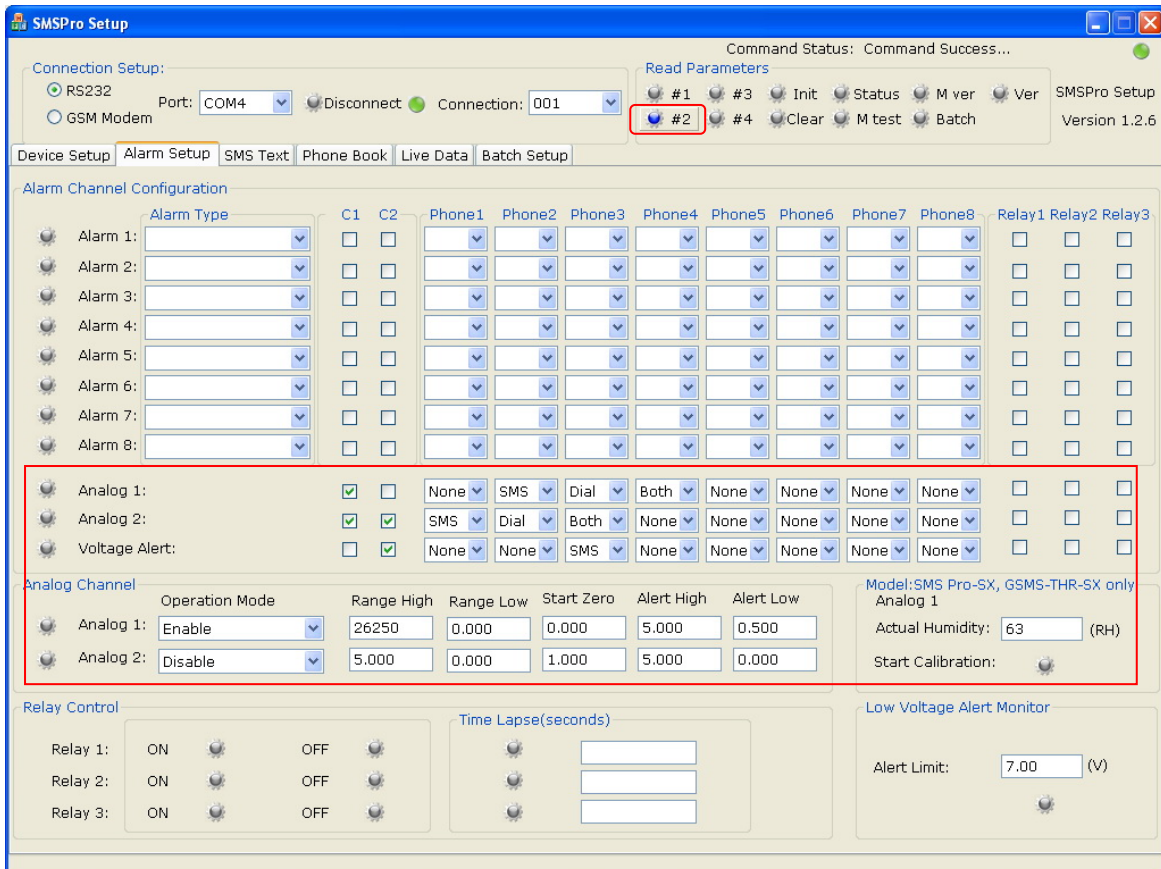 SMSPro Setup
Command Status: Command Success...
Connection Setup:
RS232
GSM Modem
Port: COM4 Disconnect Connection: 001
Read Parameters
#1 #3 Init Status M ver Ver
#2 #4 Clear M test Batch
SMSPro Setup
Version 1.2.6
Device Setup Alarm Setup SMS Text Phone Book Live Data Batch Setup
Alarm Channel Configuration
Alarm Type C1 C2 Phone1 Phone2 Phone3 Phone4 Phone5 Phone6 Phone7 Phone8 Relay1 Relay2 Relay3
Alarm 1:
Alarm 2:
Alarm 3:
Alarm 4:
Alarm 5:
Alarm 6:
Alarm 7:
Alarm 8:
Analog 1: None SMS Dial Both None None None None
Analog 2: SMS Dial Both None None None None None
Voltage Alert: None None SMS None None None None None
Analog Channel
Operation Mode Range High Range Low Start Zero Alert High Alert Low
Analog 1: Enable 26250 0.000 0.000 5.000 0.500
Analog 2: Disable 5.000 0.000 1.000 5.000 0.000
Model:SMS Pro-SX, GSMS-THR-SX only
Analog 1
Actual Humidity: 63 (RH)
Start Calibration:
Relay Control
Relay 1: ON OFF
Relay 2: ON OFF
Relay 3: ON OFF
Time Lapse(seconds)
Low Voltage Alert Monitor
Alert Limit: 7.00 (V)